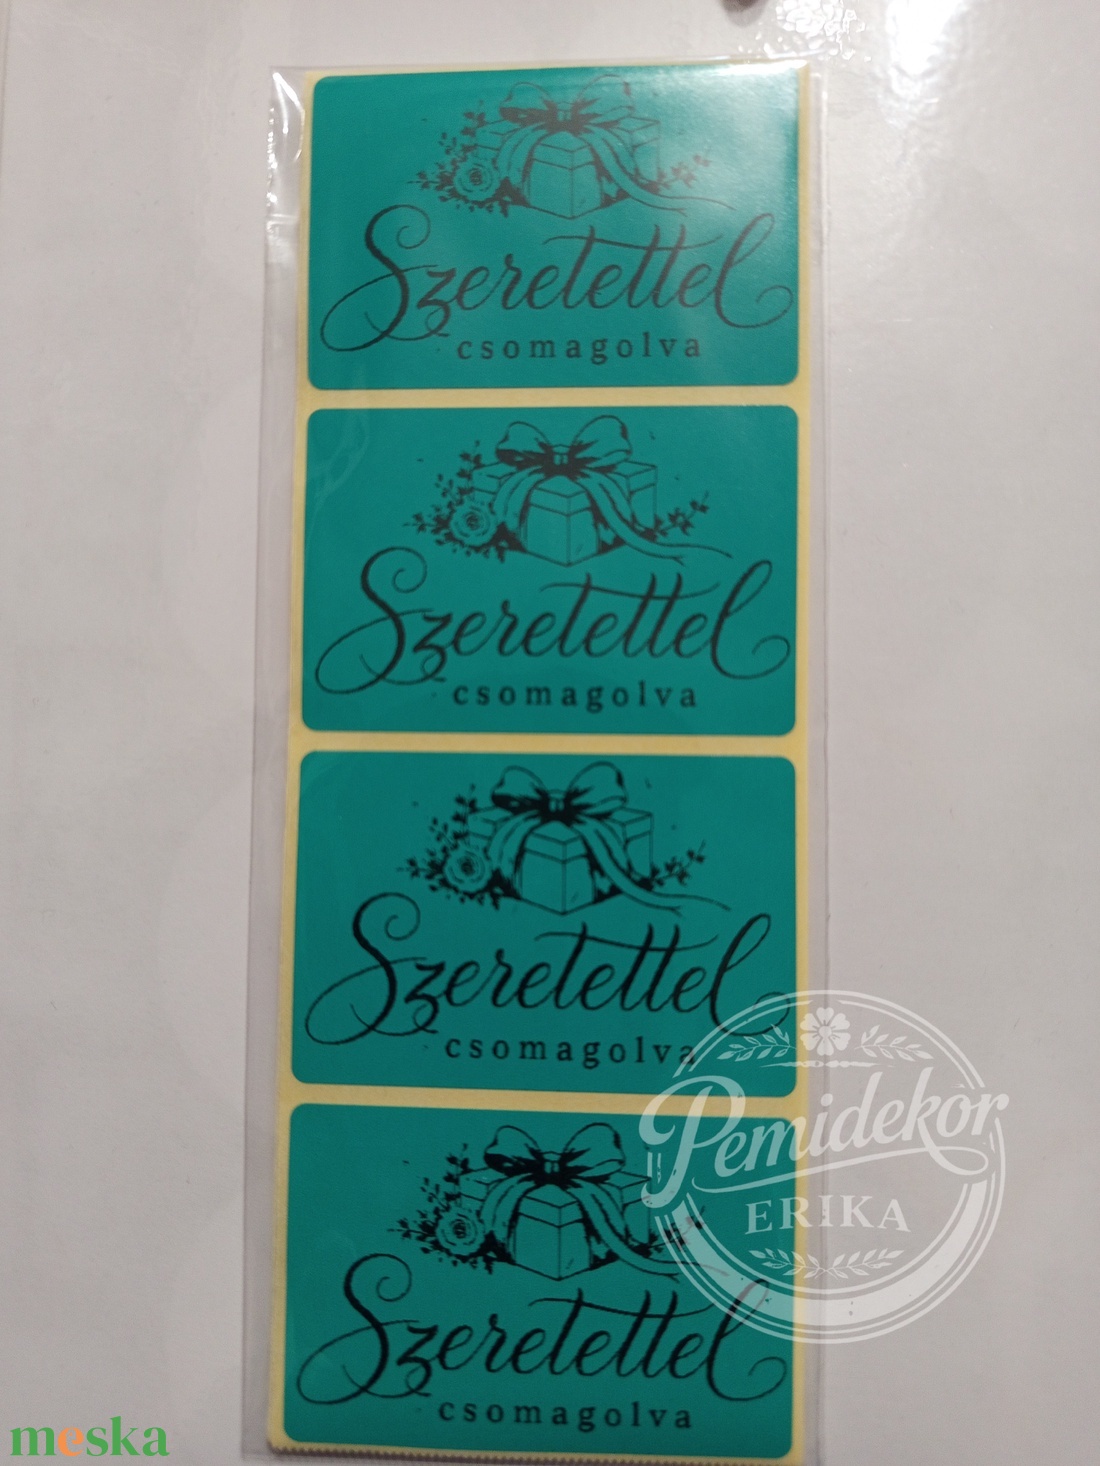 Szeretettel
csomagolva
Szeretettel
csomagolva
Szeretettel
csomagolva
Szeretettel
csomagolva
Pemidekor
ERIKA
meska